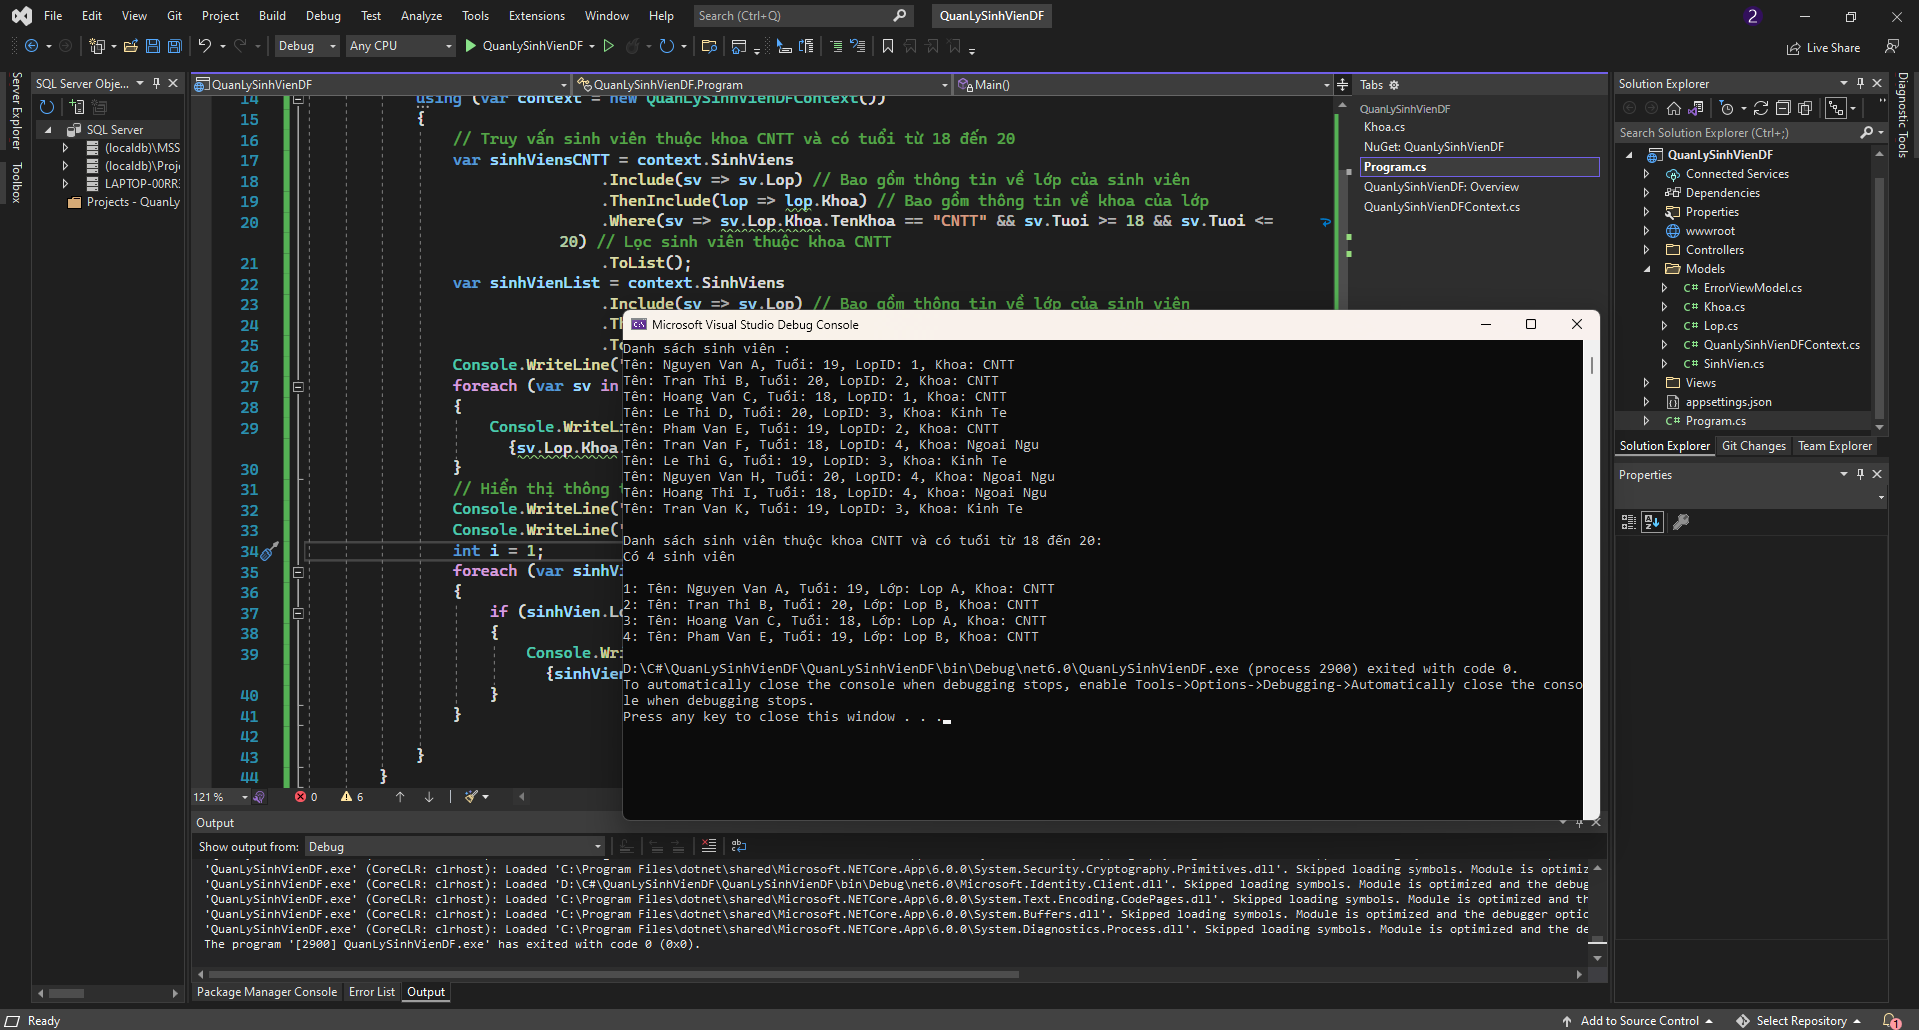 File Edit View Git Project Build Debug Test Analyze Tools Extensions Window Help Search (Ctrl+Q) QuanLySinhVienDF 2
Debug Any CPU QuanLySinhVienDF Live Share
Server Explorer
Toolbox
SQL Server Obje...
SQL Server
(localdb)\MSS
(localdb)\Proj
LAPTOP-00RR
Projects - QuanLy
QuanLySinhVienDF QuanLySinhVienDF.Program Main()
14 using (var context = new QuanLySinhVienDFContext())
15 {
16 // Truy vấn sinh viên thuộc khoa CNTT và có tuổi từ 18 đến 20
17 var sinhViensCNTT = context.SinhViens
18 .Include(sv => sv.Lop) // Bao gồm thông tin về lớp của sinh viên
19 .ThenInclude(lop => lop.Khoa) // Bao gồm thông tin về khoa của lớp
20 .Where(sv => sv.Lop.Khoa.TenKhoa == "CNTT" && sv.Tuoi >= 18 && sv.Tuoi <=
20) // Lọc sinh viên thuộc khoa CNTT
21 .ToList();
22 var sinhVienList = context.SinhViens
23 .Include(sv => sv.Lop) // Bao gồm thông tin về lớp của sinh viên
24 .Th
25 .To
26 Console.WriteLine("
27 foreach (var sv in
28 {
29 Console.WriteLi
{sv.Lop.Khoa.
30 }
31 // Hiển thị thông t
32 Console.WriteLine("
33 Console.WriteLine("
34 int i = 1;
35 foreach (var sinhVi
36 {
37 if (sinhVien.Lo
38 {
39 Console.Wri
{sinhVien
40 }
41 }
42
43 }
44 }
121 % 0 6
Microsoft Visual Studio Debug Console
Danh sách sinh viên :
Tên: Nguyen Van A, Tuổi: 19, LopID: 1, Khoa: CNTT
Tên: Tran Thi B, Tuổi: 20, LopID: 2, Khoa: CNTT
Tên: Hoang Van C, Tuổi: 18, LopID: 1, Khoa: CNTT
Tên: Le Thi D, Tuổi: 20, LopID: 3, Khoa: Kinh Te
Tên: Pham Van E, Tuổi: 19, LopID: 2, Khoa: CNTT
Tên: Tran Van F, Tuổi: 18, LopID: 4, Khoa: Ngoai Ngu
Tên: Le Thi G, Tuổi: 19, LopID: 3, Khoa: Kinh Te
Tên: Nguyen Van H, Tuổi: 20, LopID: 4, Khoa: Ngoai Ngu
Tên: Hoang Thi I, Tuổi: 18, LopID: 4, Khoa: Ngoai Ngu
Tên: Tran Van K, Tuổi: 19, LopID: 3, Khoa: Kinh Te
Danh sách sinh viên thuộc khoa CNTT và có tuổi từ 18 đến 20:
Có 4 sinh viên
1: Tên: Nguyen Van A, Tuổi: 19, Lớp: Lop A, Khoa: CNTT
2: Tên: Tran Thi B, Tuổi: 20, Lớp: Lop B, Khoa: CNTT
3: Tên: Hoang Van C, Tuổi: 18, Lớp: Lop A, Khoa: CNTT
4: Tên: Pham Van E, Tuổi: 19, Lớp: Lop B, Khoa: CNTT
D:\C#\QuanLySinhVienDF\QuanLySinhVienDF\bin\Debug\net6.0\QuanLySinhVienDF.exe (process 2900) exited with code 0.
To automatically close the console when debugging stops, enable Tools->Options->Debugging->Automatically close the conso
le when debugging stops.
Press any key to close this window . . .
Tabs
QuanLySinhVienDF
Khoa.cs
NuGet: QuanLySinhVienDF
Program.cs
QuanLySinhVienDF: Overview
QuanLySinhVienDFContext.cs
Solution Explorer
Search Solution Explorer (Ctrl+;)
QuanLySinhVienDF
Connected Services
Dependencies
Properties
wwwroot
Controllers
Models
C# ErrorViewModel.cs
C# Khoa.cs
C# Lop.cs
C# QuanLySinhVienDFContext.cs
C# SinhVien.cs
Views
appsettings.json
C# Program.cs
Solution Explorer Git Changes Team Explorer
Properties
Diagnostic Tools
Output
Show output from: Debug
'QuanLySinhVienDF.exe' (CoreCLR: clrhost): Loaded 'C:\Program Files\dotnet\shared\Microsoft.NETCore.App\6.0.0\System.Security.Cryptography.Primitives.dll'. Skipped loading symbols. Module is optimiz
'QuanLySinhVienDF.exe' (CoreCLR: clrhost): Loaded 'D:\C#\QuanLySinhVienDF\QuanLySinhVienDF\bin\Debug\net6.0\Microsoft.Identity.Client.dll'. Skipped loading symbols. Module is optimized and the debug
'QuanLySinhVienDF.exe' (CoreCLR: clrhost): Loaded 'C:\Program Files\dotnet\shared\Microsoft.NETCore.App\6.0.0\System.Text.Encoding.CodePages.dll'. Skipped loading symbols. Module is optimized and th
'QuanLySinhVienDF.exe' (CoreCLR: clrhost): Loaded 'C:\Program Files\dotnet\shared\Microsoft.NETCore.App\6.0.0\System.Buffers.dll'. Skipped loading symbols. Module is optimized and the debugger optio
'QuanLySinhVienDF.exe' (CoreCLR: clrhost): Loaded 'C:\Program Files\dotnet\shared\Microsoft.NETCore.App\6.0.0\System.Diagnostics.Process.dll'. Skipped loading symbols. Module is optimized and the de
The program '[2900] QuanLySinhVienDF.exe' has exited with code 0 (0x0).
Package Manager Console Error List Output
Ready Add to Source Control Select Repository 1